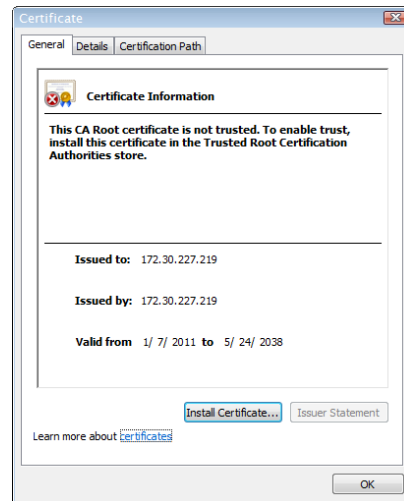 Certificate
General Details Certification Path
Certificate Information
This CA Root certificate is not trusted. To enable trust,
install this certificate in the Trusted Root Certification
Authorities store.
Issued to: 172.30.227.219
Issued by: 172.30.227.219
Valid from 1/ 7/ 2011 to 5/ 24/ 2038
Install Certificate... Issuer Statement
Learn more about certificates
OK